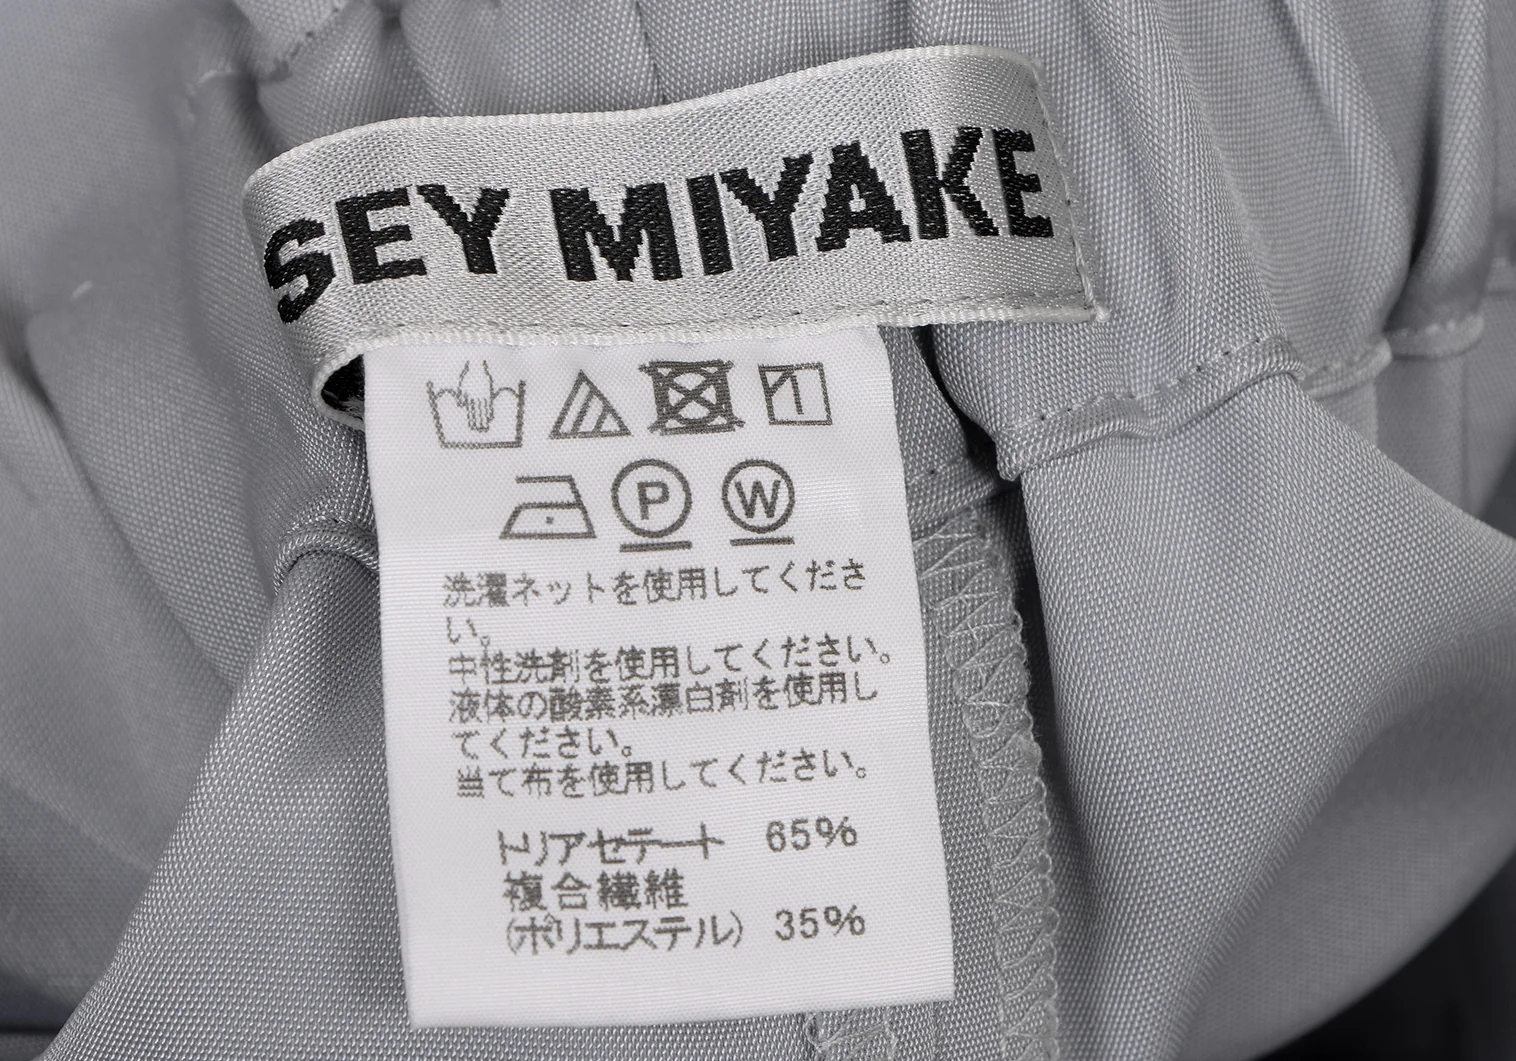 SEY MIYAKE
1
P W
洗濯ネットを使用してくださ
い。
中性洗剤を使用してください。
液体の酸素系漂白剤を使用し
てください。
当て布を使用してください。
トリアセテート 65%
複合繊維
(ポリエステル) 35%